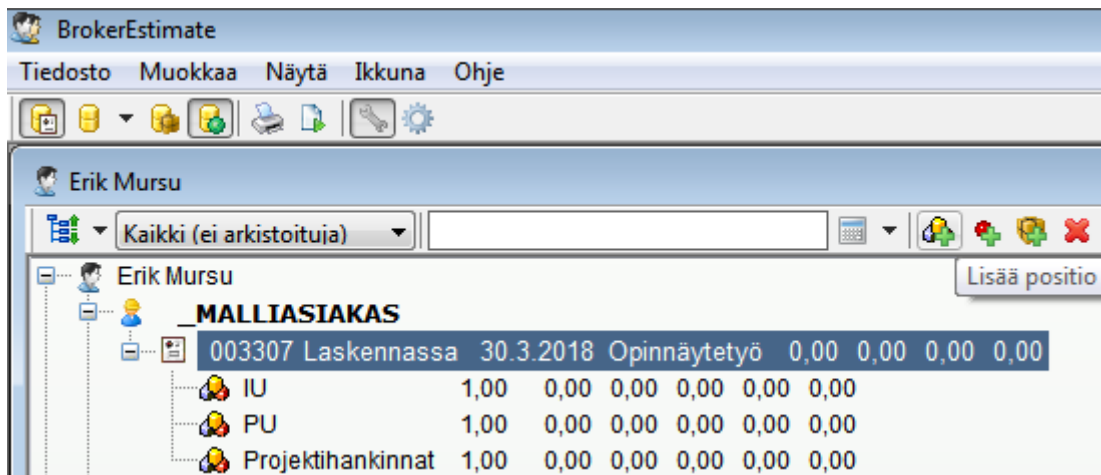 BrokerEstimate
Tiedosto Muokkaa Näytä Ikkuna Ohje
Erik Mursu
Kaikki (ei arkistoituja)
Erik Mursu
Lisää positio
_MALLIASIAKAS
003307 Laskennassa 30.3.2018 Opinnäytetyö 0,00 0,00 0,00 0,00
IU 1,00 0,00 0,00 0,00 0,00 0,00
PU 1,00 0,00 0,00 0,00 0,00 0,00
Projektihankinnat 1,00 0,00 0,00 0,00 0,00 0,00